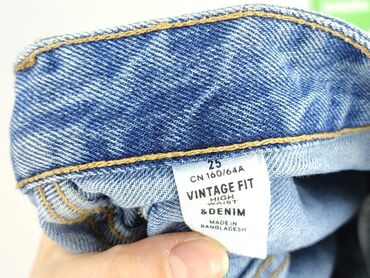 25
CN 160/64A
VINTAGE FIT
HIGH
WAIST
& DENIM
MADE IN
BANGLADESH